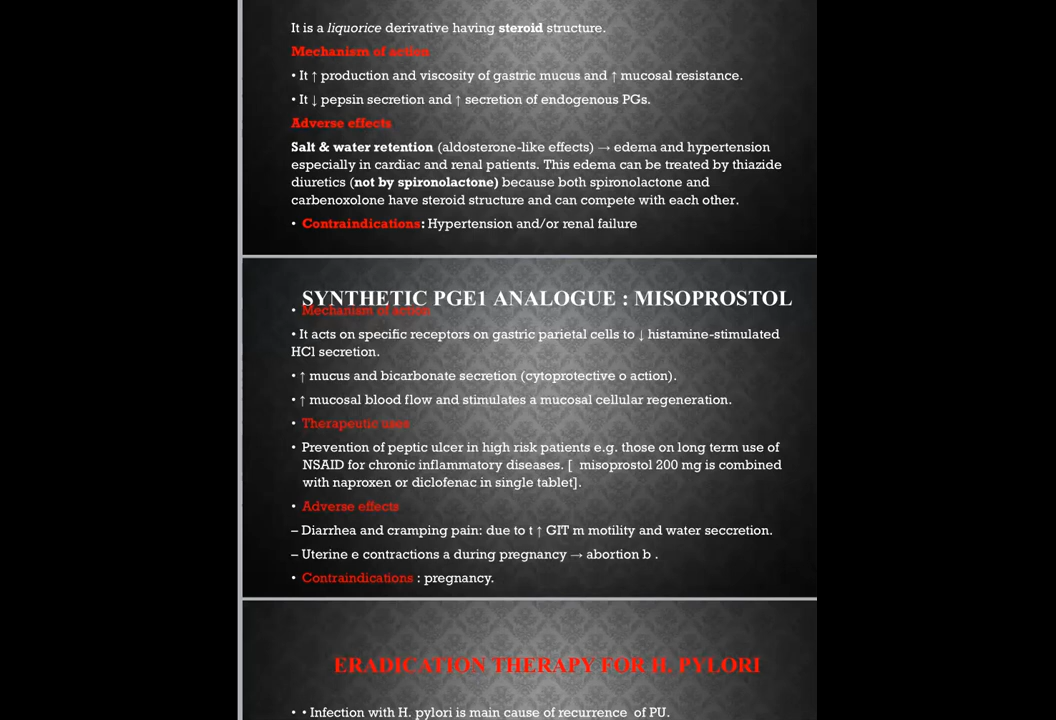 It is a liquorice derivative having steroid structure.
Mechanism of action:
• It ↑ production and viscosity of gastric mucus and ↑ mucosal resistance.
• It ↓ pepsin secretion and ↑ secretion of endogenous PGs.
Adverse effects
Salt & water retention (aldosterone-like effects) → edema and hypertension
especially in cardiac and renal patients. This edema can be treated by thiazide
diuretics (not by spironolactone) because both spironolactone and
carbenoxolone have steroid structure and can compete with each other.
• Contraindications: Hypertension and/or renal failure
SYNTHETIC PGE1 ANALOGUE : MISOPROSTOL
• Mechanism of action:
• It acts on specific receptors on gastric parietal cells to ↓ histamine-stimulated
HCl secretion.
• ↑ mucus and bicarbonate secretion (cytoprotective o action).
• ↑ mucosal blood flow and stimulates a mucosal cellular regeneration.
• Therapeutic uses
• Prevention of peptic ulcer in high risk patients e.g. those on long term use of
NSAID for chronic inflammatory diseases. [ misoprostol 200 mg is combined
with naproxen or diclofenac in single tablet].
• Adverse effects
– Diarrhea and cramping pain: due to t ↑ GIT m motility and water seccretion.
– Uterine e contractions a during pregnancy → abortion b .
• Contraindications : pregnancy.
ERADICATION THERAPY FOR H. PYLORI
• • Infection with H. pylori is main cause of recurrence of PU.